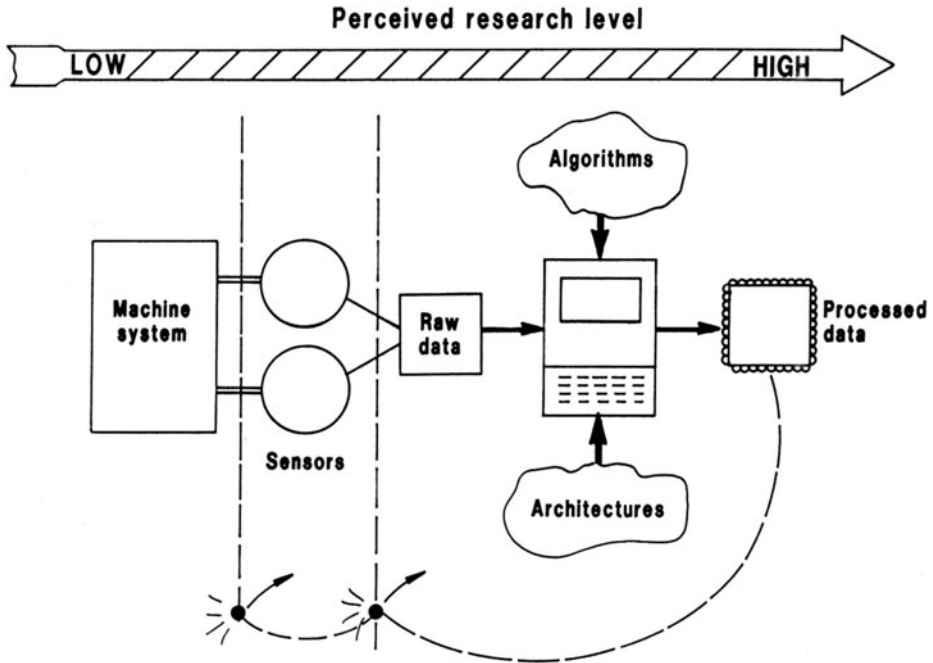 Perceived research level
LOW
HIGH
Algorithms
Machine
system
Sensors
Raw
data
Processed
data
Architectures